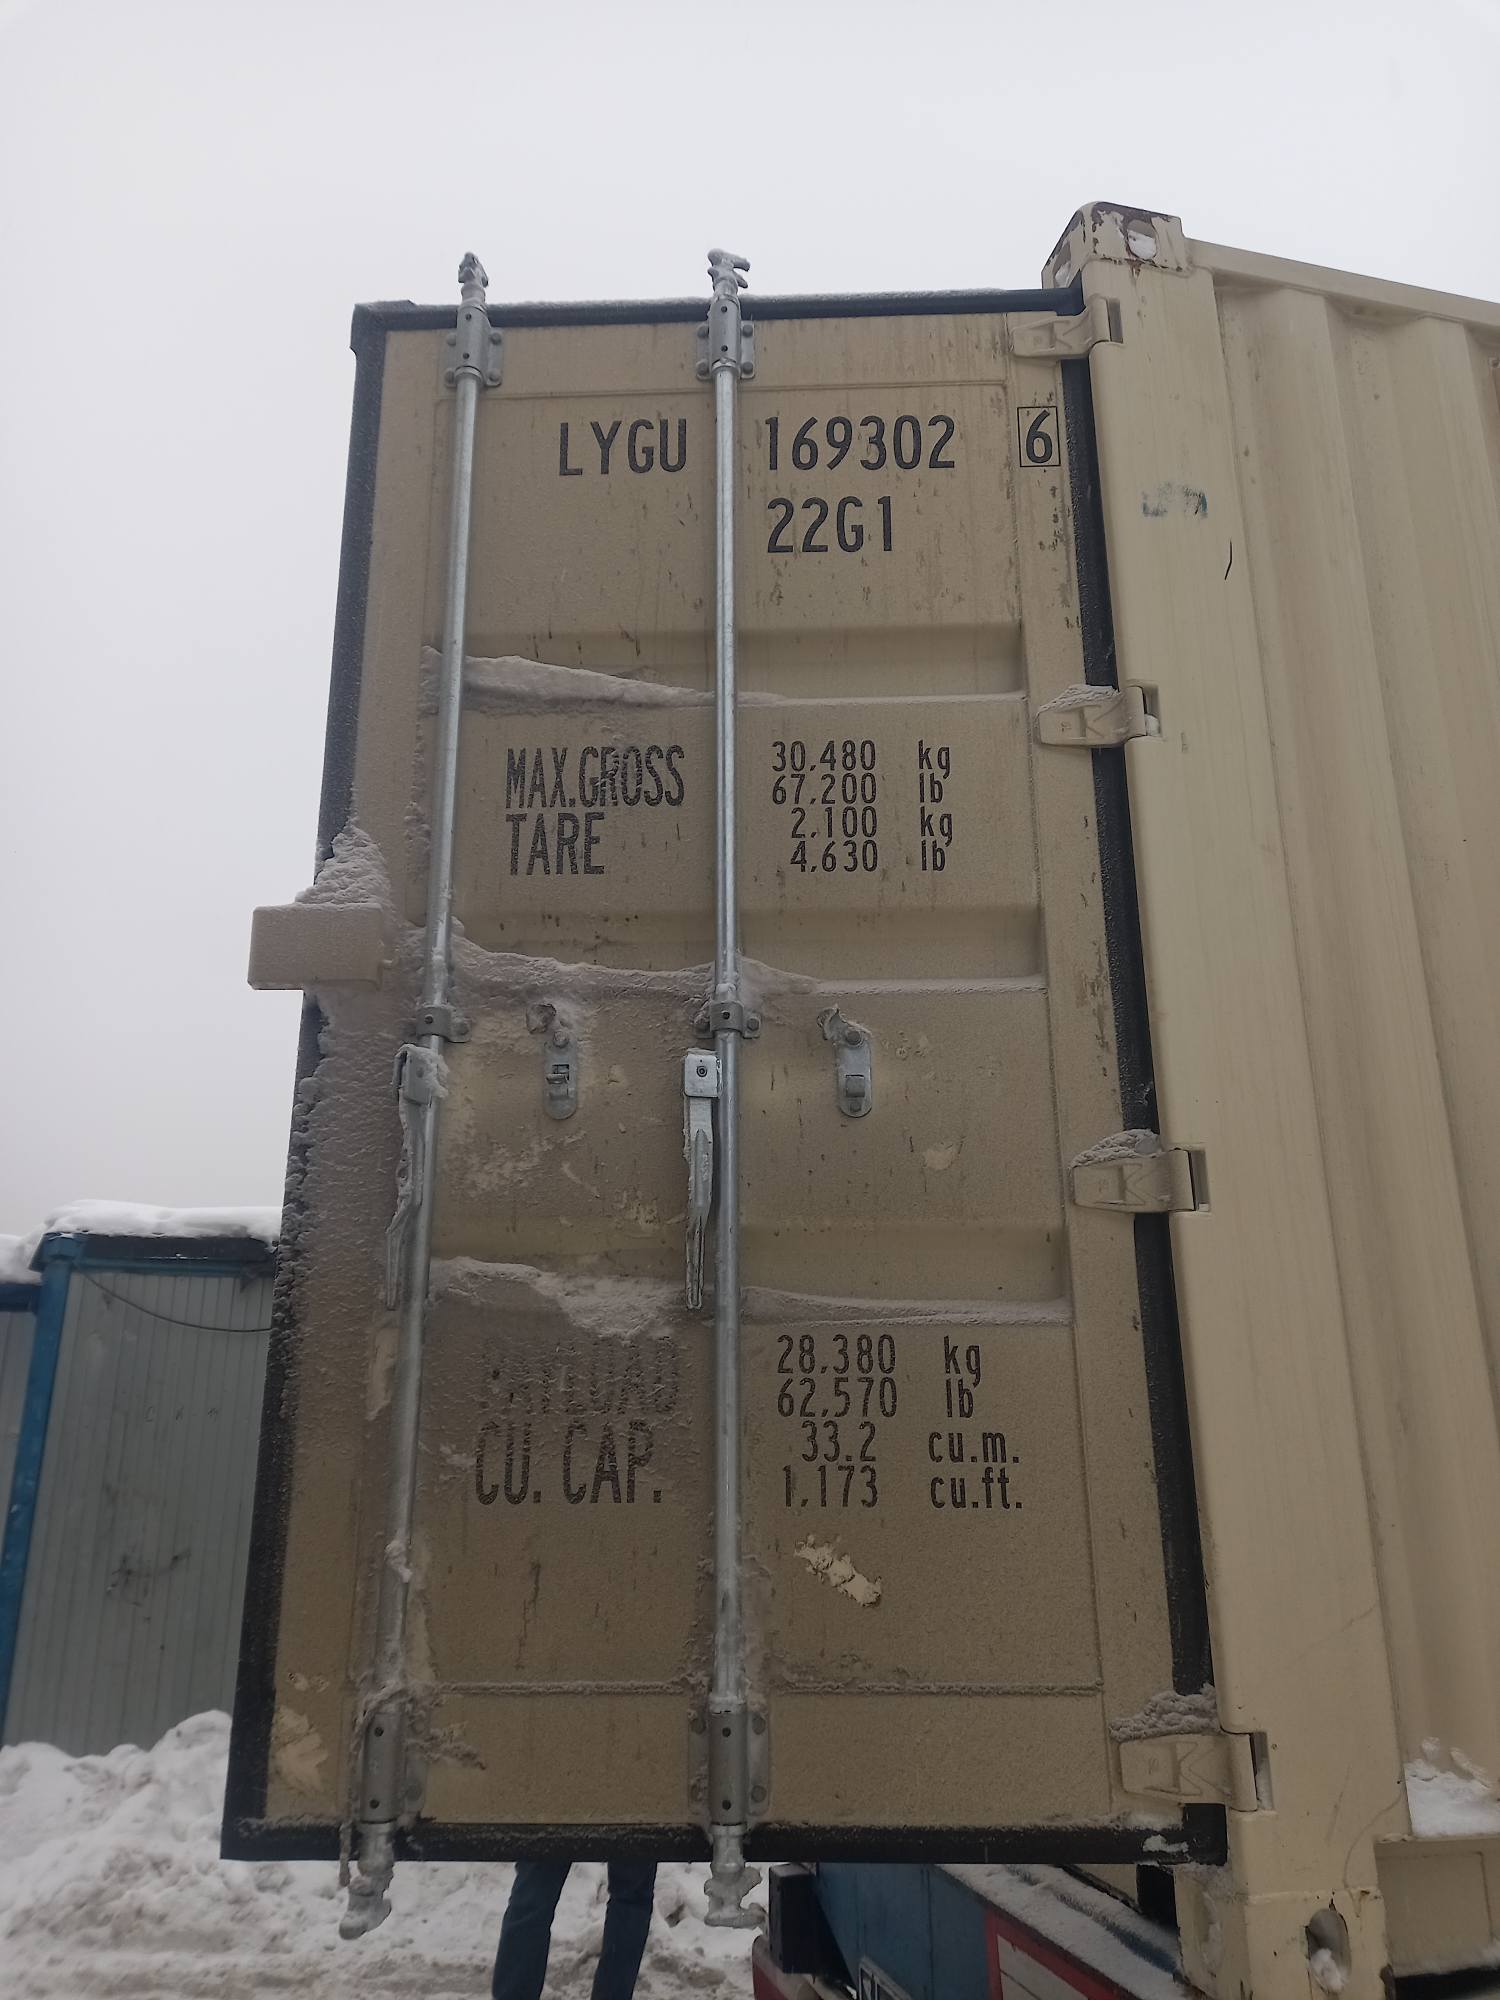 LYGU 169302 6
22G1
MAX.GROSS 30,480 kg
67,200 lb
TARE 2,100 kg
4,630 lb
PAYLOAD 28,380 kg
62,570 lb
CU. CAP. 33.2 cu.m.
1,173 cu.ft.